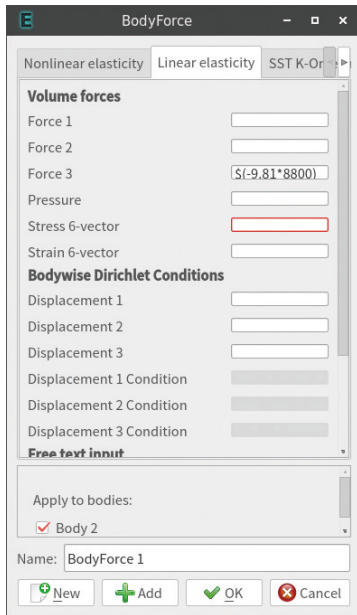 BodyForce
Nonlinear elasticity Linear elasticity SST K-Or
Volume forces
Force 1
Force 2
Force 3 $(-9.81*8800)
Pressure
Stress 6-vector
Strain 6-vector
Bodywise Dirichlet Conditions
Displacement 1
Displacement 2
Displacement 3
Displacement 1 Condition
Displacement 2 Condition
Displacement 3 Condition
Free text input
Apply to bodies:
Body 2
Name: BodyForce 1
New Add OK Cancel